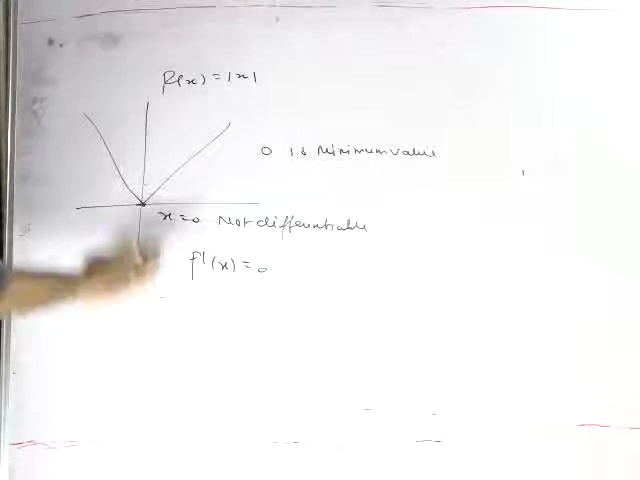 f(x) = |x|
0 is Minimum value
x=0 Not differentiable
f'(x) = 0